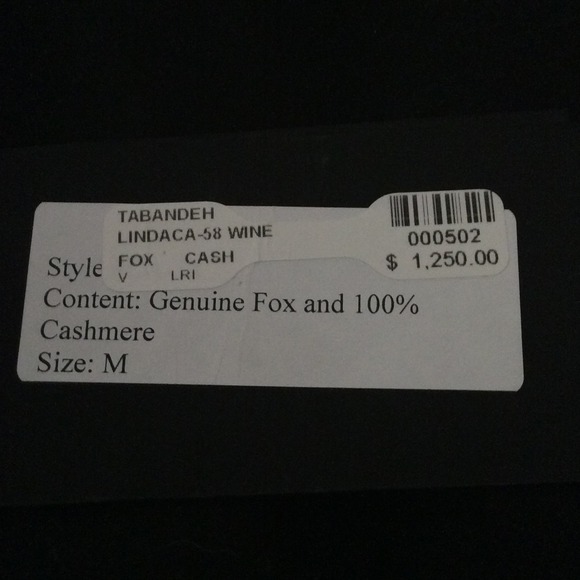 TABANDEH
LINDACA-58 WINE
FOX CASH
V LRI
000502
$ 1,250.00
Style
Content: Genuine Fox and 100%
Cashmere
Size: M